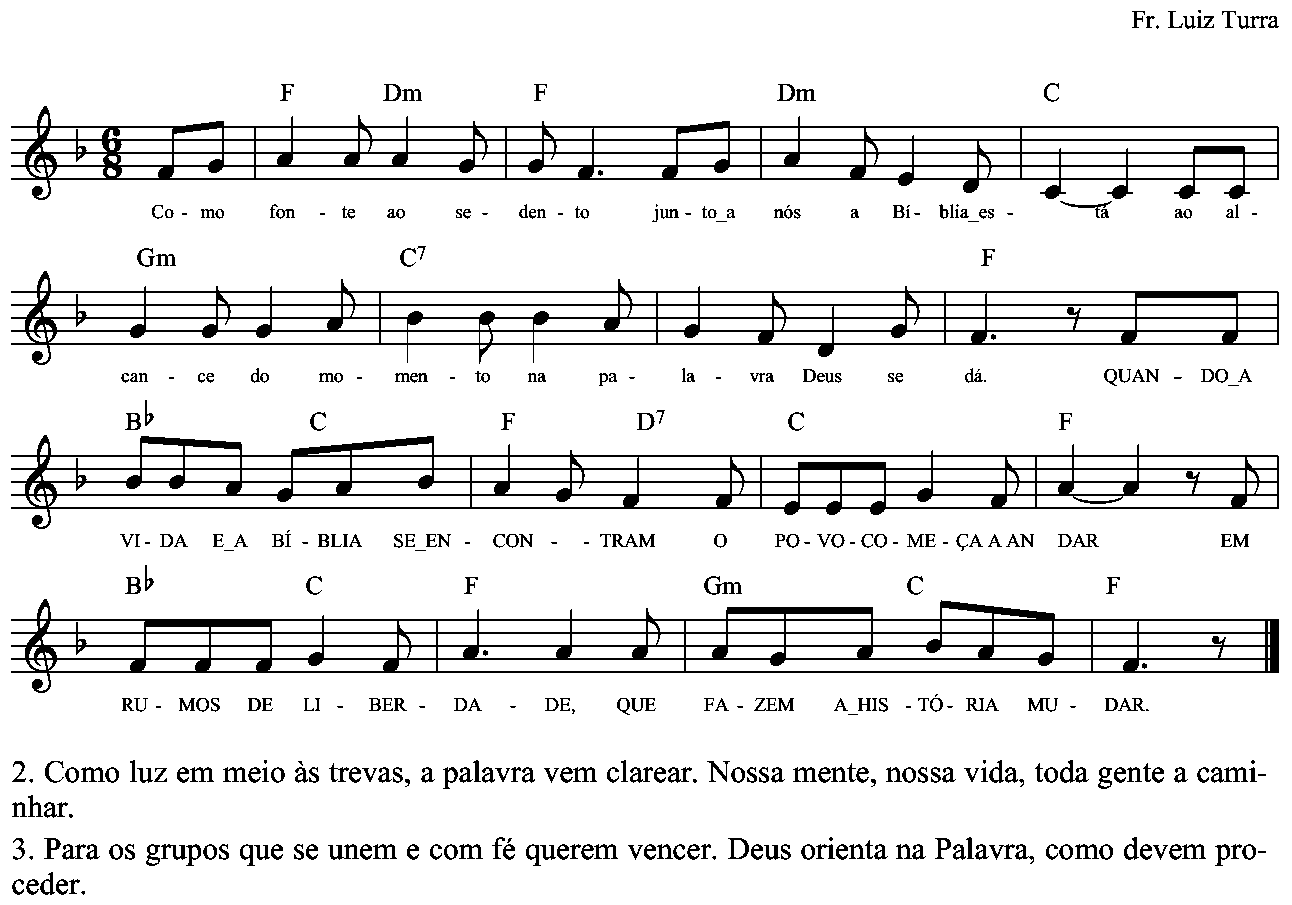 Fr. Luiz Turra
F Dm F Dm C
6
8
Co - mo fon - te ao se - den - to jun - to_a nós a Bí - blia_es - tá ao al -
Gm C7 F
can - ce do mo - men - to na pa - la - vra Deus se dá. QUAN - DO_A
B♭ C F D7 C F
VI - DA E_A BÍ - BLIA SE_EN - CON - - TRAM O PO - VO - CO - ME - ÇA A AN DAR EM
B♭ C F Gm C F
RU - MOS DE LI - BER - DA - DE, QUE FA - ZEM A_HIS - TÓ - RIA MU - DAR.
2. Como luz em meio às trevas, a palavra vem clarear. Nossa mente, nossa vida, toda gente a cami-
nhar.
3. Para os grupos que se unem e com fé querem vencer. Deus orienta na Palavra, como devem pro-
ceder.